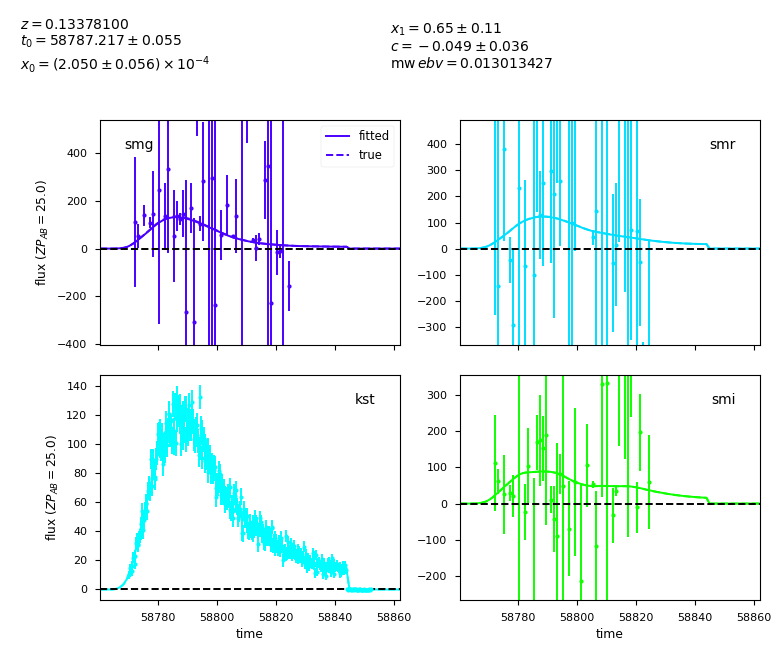 z = 0.13378100
t₀ = 58787.217 ± 0.055
x₀ = (2.050 ± 0.056) × 10⁻⁴
x₁ = 0.65 ± 0.11
c = −0.049 ± 0.036
mw ebv = 0.013013427
smg
fitted
true
flux (ZP_AB = 25.0)
400
200
0
−200
−400
smr
400
300
200
100
0
−100
−200
−300
kst
flux (ZP_AB = 25.0)
140
120
100
80
60
40
20
0
58780 58800 58820 58840 58860
time
smi
300
200
100
0
−100
−200
58780 58800 58820 58840 58860
time